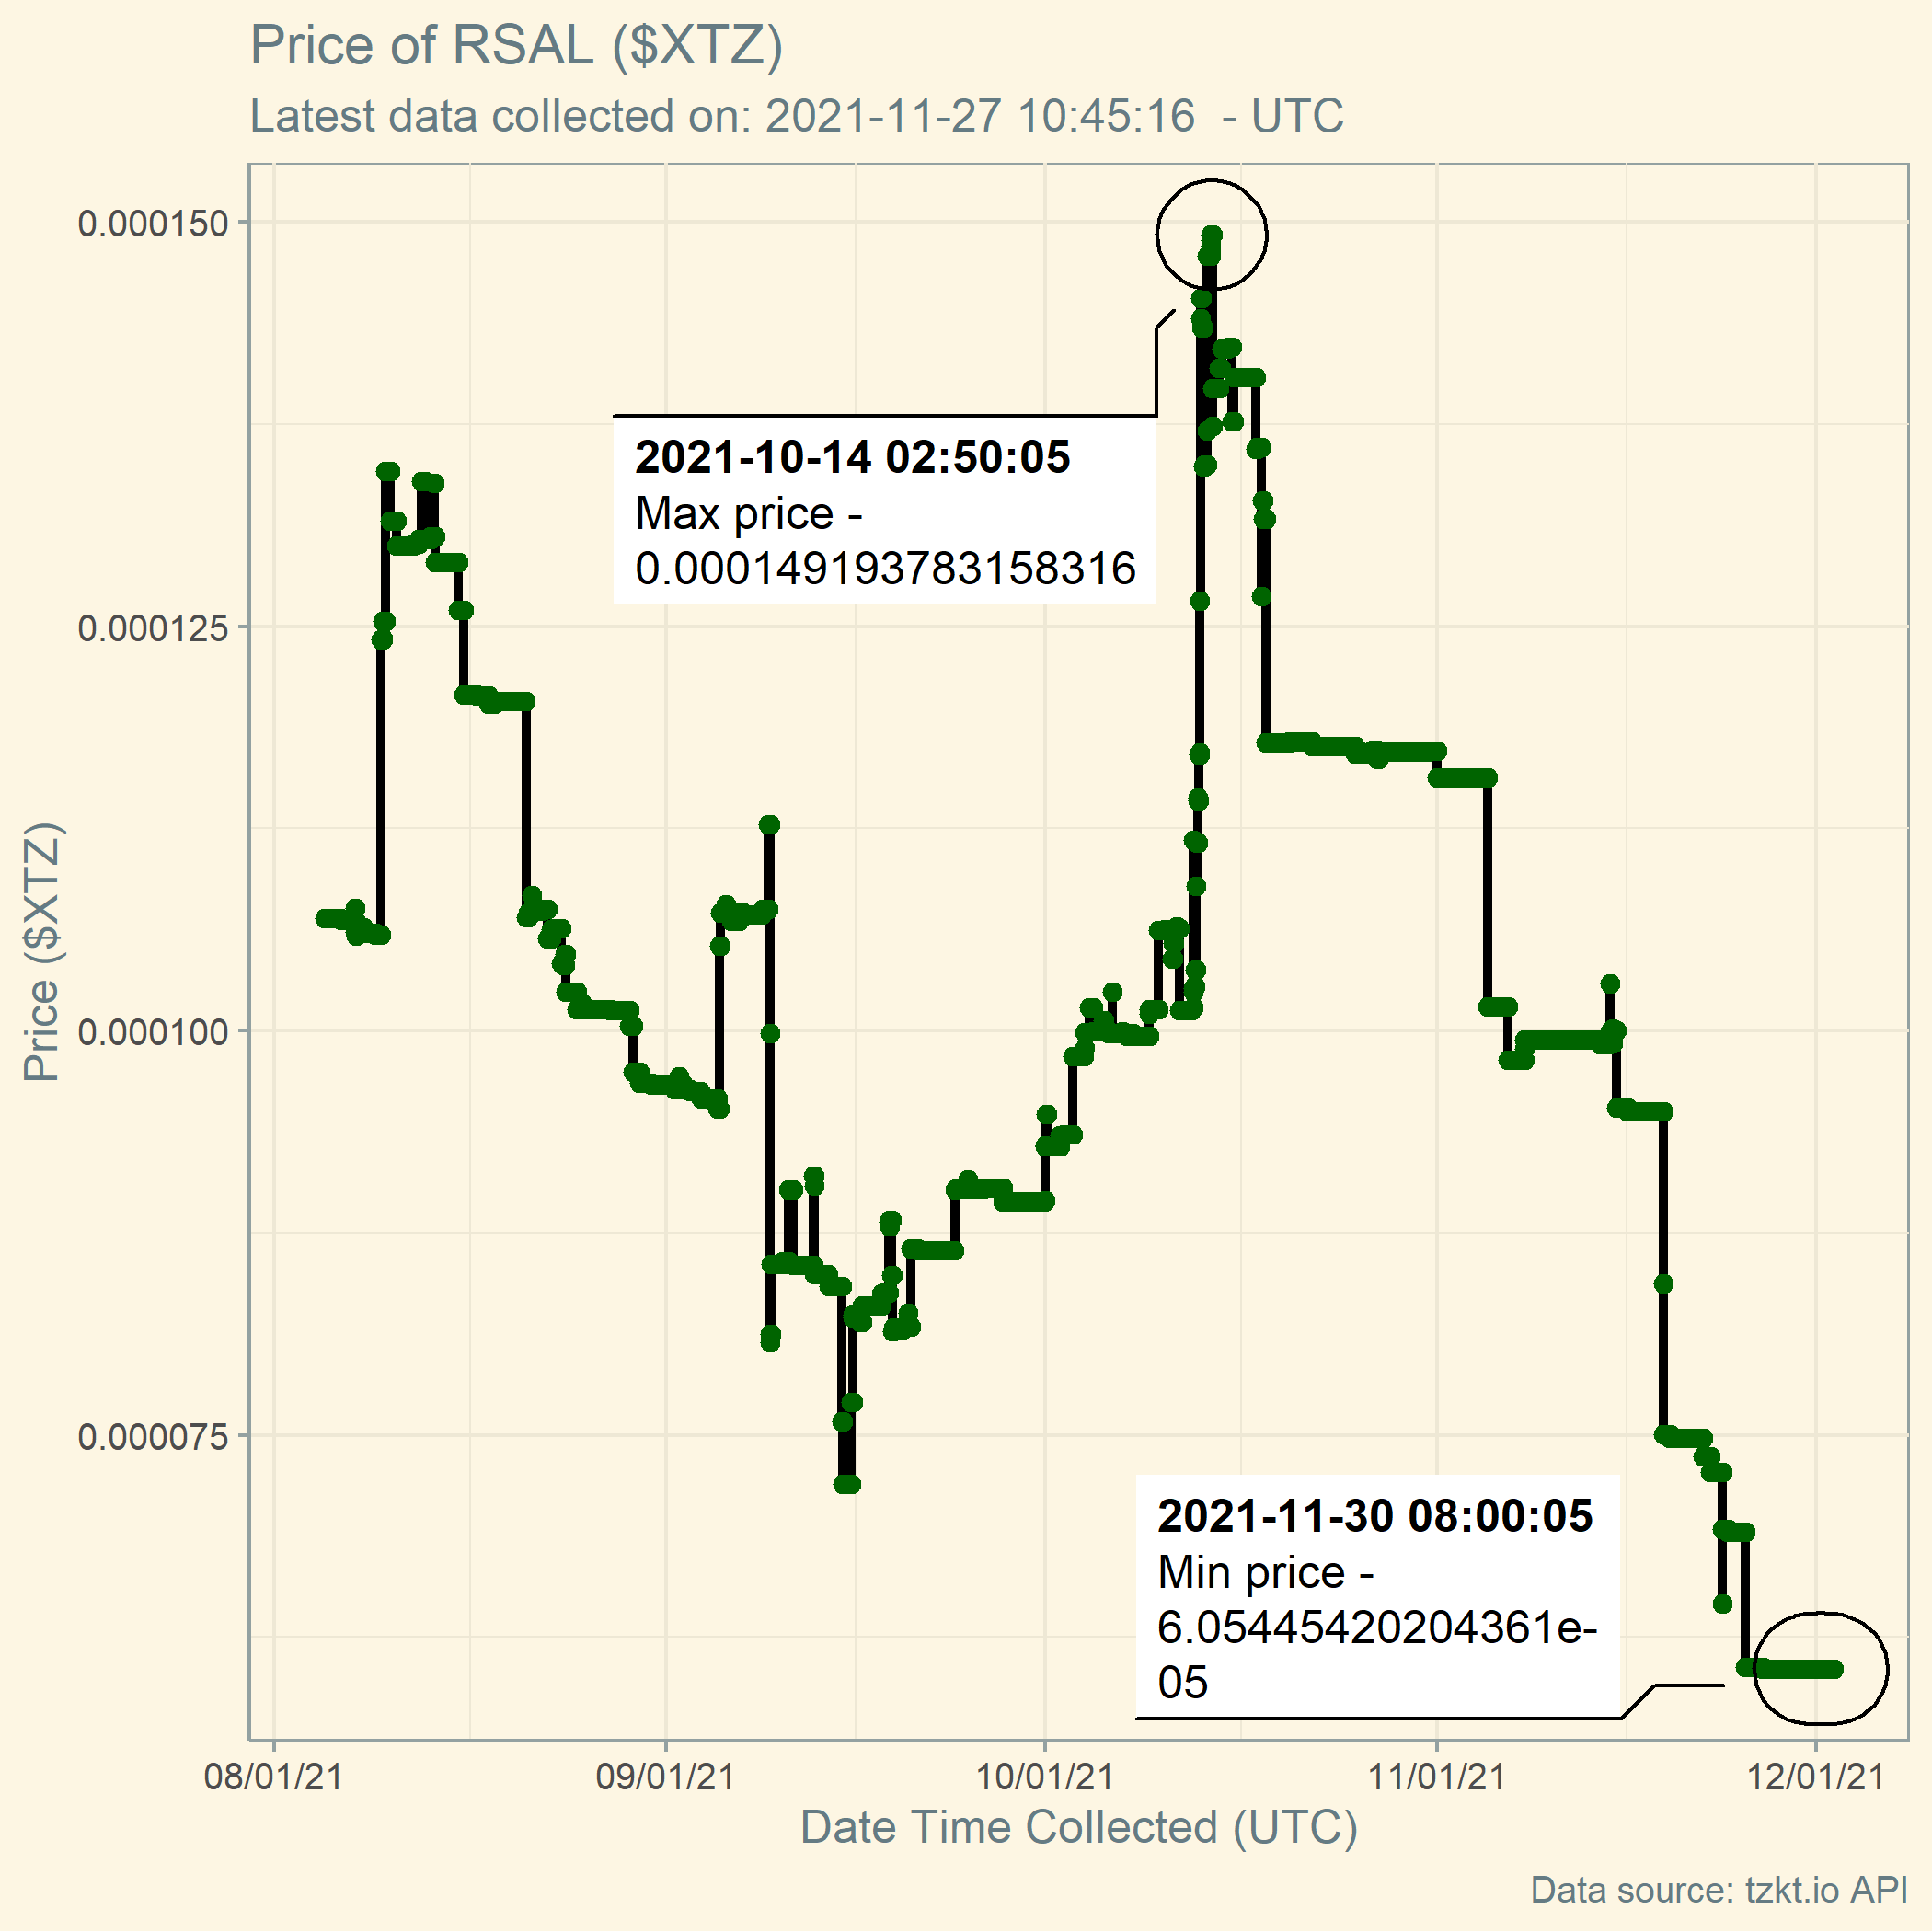 Price of RSAL ($XTZ)
Latest data collected on: 2021-11-27 10:45:16  - UTC
0.000150
0.000125
0.000100
0.000075
Price ($XTZ)
2021-10-14 02:50:05
Max price -
0.000149193783158316
2021-11-30 08:00:05
Min price -
6.05445420204361e-
05
08/01/21
09/01/21
10/01/21
11/01/21
12/01/21
Date Time Collected (UTC)
Data source: tzkt.io API